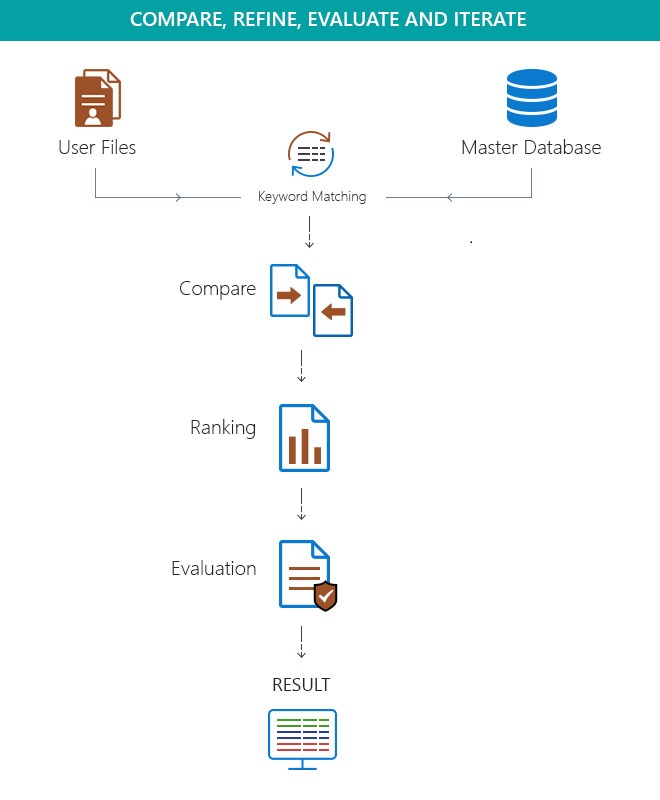 COMPARE, REFINE, EVALUATE AND ITERATE
User Files
Master Database
Keyword Matching
Compare
Ranking
Evaluation
RESULT